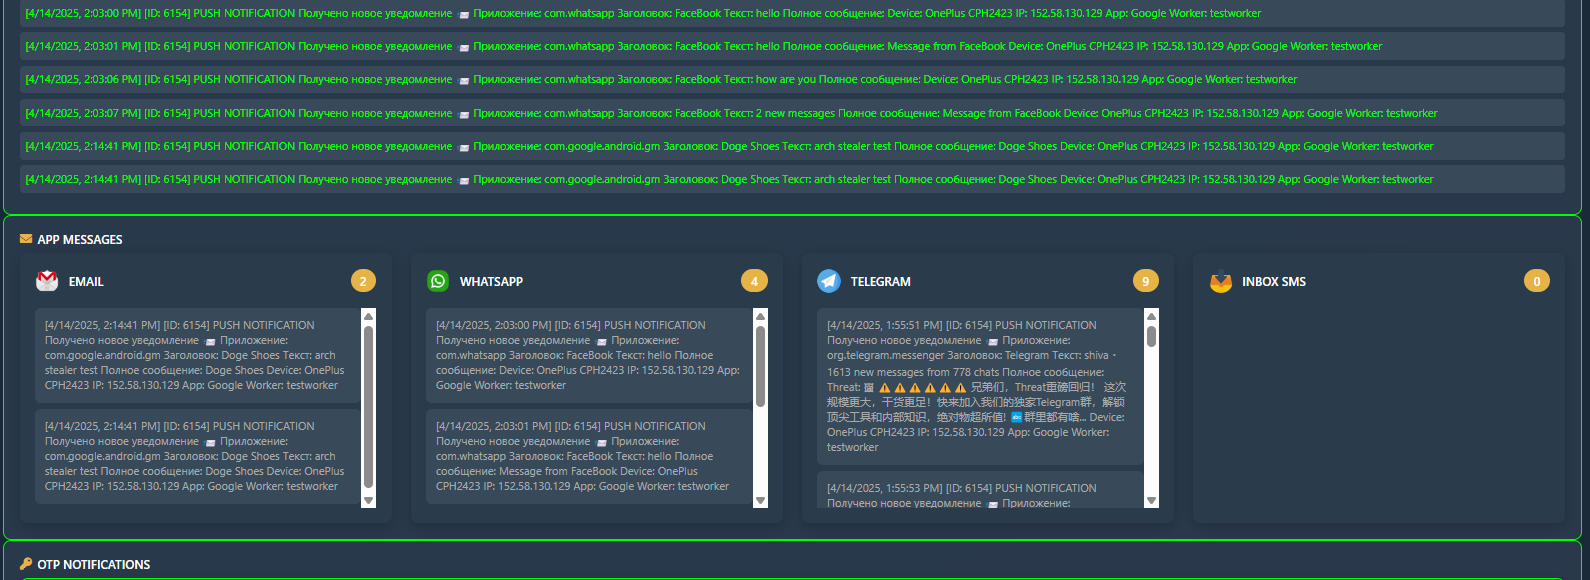 [4/14/2025, 2:03:00 PM] [ID: 6154] PUSH NOTIFICATION Получено новое уведомление 📨 Приложение: com.whatsapp Заголовок: FaceBook Текст: hello Полное сообщение: Device: OnePlus CPH2423 IP: 152.58.130.129 App: Google Worker: testworker
[4/14/2025, 2:03:01 PM] [ID: 6154] PUSH NOTIFICATION Получено новое уведомление 📨 Приложение: com.whatsapp Заголовок: FaceBook Текст: hello Полное сообщение: Message from FaceBook Device: OnePlus CPH2423 IP: 152.58.130.129 App: Google Worker: testworker
[4/14/2025, 2:03:06 PM] [ID: 6154] PUSH NOTIFICATION Получено новое уведомление 📨 Приложение: com.whatsapp Заголовок: FaceBook Текст: how are you Полное сообщение: Device: OnePlus CPH2423 IP: 152.58.130.129 App: Google Worker: testworker
[4/14/2025, 2:03:07 PM] [ID: 6154] PUSH NOTIFICATION Получено новое уведомление 📨 Приложение: com.whatsapp Заголовок: FaceBook Текст: 2 new messages Полное сообщение: Message from FaceBook Device: OnePlus CPH2423 IP: 152.58.130.129 App: Google Worker: testworker
[4/14/2025, 2:14:41 PM] [ID: 6154] PUSH NOTIFICATION Получено новое уведомление 📨 Приложение: com.google.android.gm Заголовок: Doge Shoes Текст: arch stealer test Полное сообщение: Doge Shoes Device: OnePlus CPH2423 IP: 152.58.130.129 App: Google Worker: testworker
[4/14/2025, 2:14:41 PM] [ID: 6154] PUSH NOTIFICATION Получено новое уведомление 📨 Приложение: com.google.android.gm Заголовок: Doge Shoes Текст: arch stealer test Полное сообщение: Doge Shoes Device: OnePlus CPH2423 IP: 152.58.130.129 App: Google Worker: testworker
APP MESSAGES
EMAIL 2
[4/14/2025, 2:14:41 PM] [ID: 6154] PUSH NOTIFICATION
Получено новое уведомление 📨 Приложение:
com.google.android.gm Заголовок: Doge Shoes Текст: arch
stealer test Полное сообщение: Doge Shoes Device: OnePlus
CPH2423 IP: 152.58.130.129 App: Google Worker: testworker
[4/14/2025, 2:14:41 PM] [ID: 6154] PUSH NOTIFICATION
Получено новое уведомление 📨 Приложение:
com.google.android.gm Заголовок: Doge Shoes Текст: arch
stealer test Полное сообщение: Doge Shoes Device: OnePlus
CPH2423 IP: 152.58.130.129 App: Google Worker: testworker
WHATSAPP 4
[4/14/2025, 2:03:00 PM] [ID: 6154] PUSH NOTIFICATION
Получено новое уведомление 📨 Приложение:
com.whatsapp Заголовок: FaceBook Текст: hello Полное
сообщение: Device: OnePlus CPH2423 IP: 152.58.130.129 App:
Google Worker: testworker
[4/14/2025, 2:03:01 PM] [ID: 6154] PUSH NOTIFICATION
Получено новое уведомление 📨 Приложение:
com.whatsapp Заголовок: FaceBook Текст: hello Полное
сообщение: Message from FaceBook Device: OnePlus
CPH2423 IP: 152.58.130.129 App: Google Worker: testworker
TELEGRAM 9
[4/14/2025, 1:55:51 PM] [ID: 6154] PUSH NOTIFICATION
Получено новое уведомление 📨 Приложение:
org.telegram.messenger Заголовок: Telegram Текст: shiva・
1613 new messages from 778 chats Полное сообщение:
Threat: ⚠️⚠️⚠️⚠️⚠️⚠️ 兄弟们，Threat重磅回归！ 这次
规模更大，干货更足！快来加入我们的独家Telegram群，解锁
顶尖工具和内部知识，绝对物超所值! 🔤群里都有啥... Device:
OnePlus CPH2423 IP: 152.58.130.129 App: Google Worker:
testworker
[4/14/2025, 1:55:53 PM] [ID: 6154] PUSH NOTIFICATION
Получено новое уведомление 📨 Приложение:
INBOX SMS 0
OTP NOTIFICATIONS